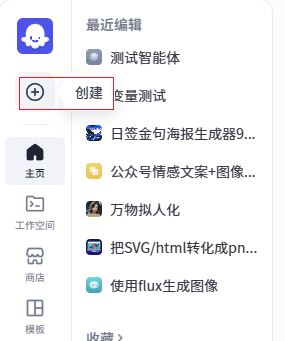 最近编辑
测试智能体
创建
变量测试
日签金句海报生成器9...
主页
公众号情感文案+图像...
工作空间
万物拟人化
商店
把SVG/html转化成pn...
模板
使用flux生成图像
收藏